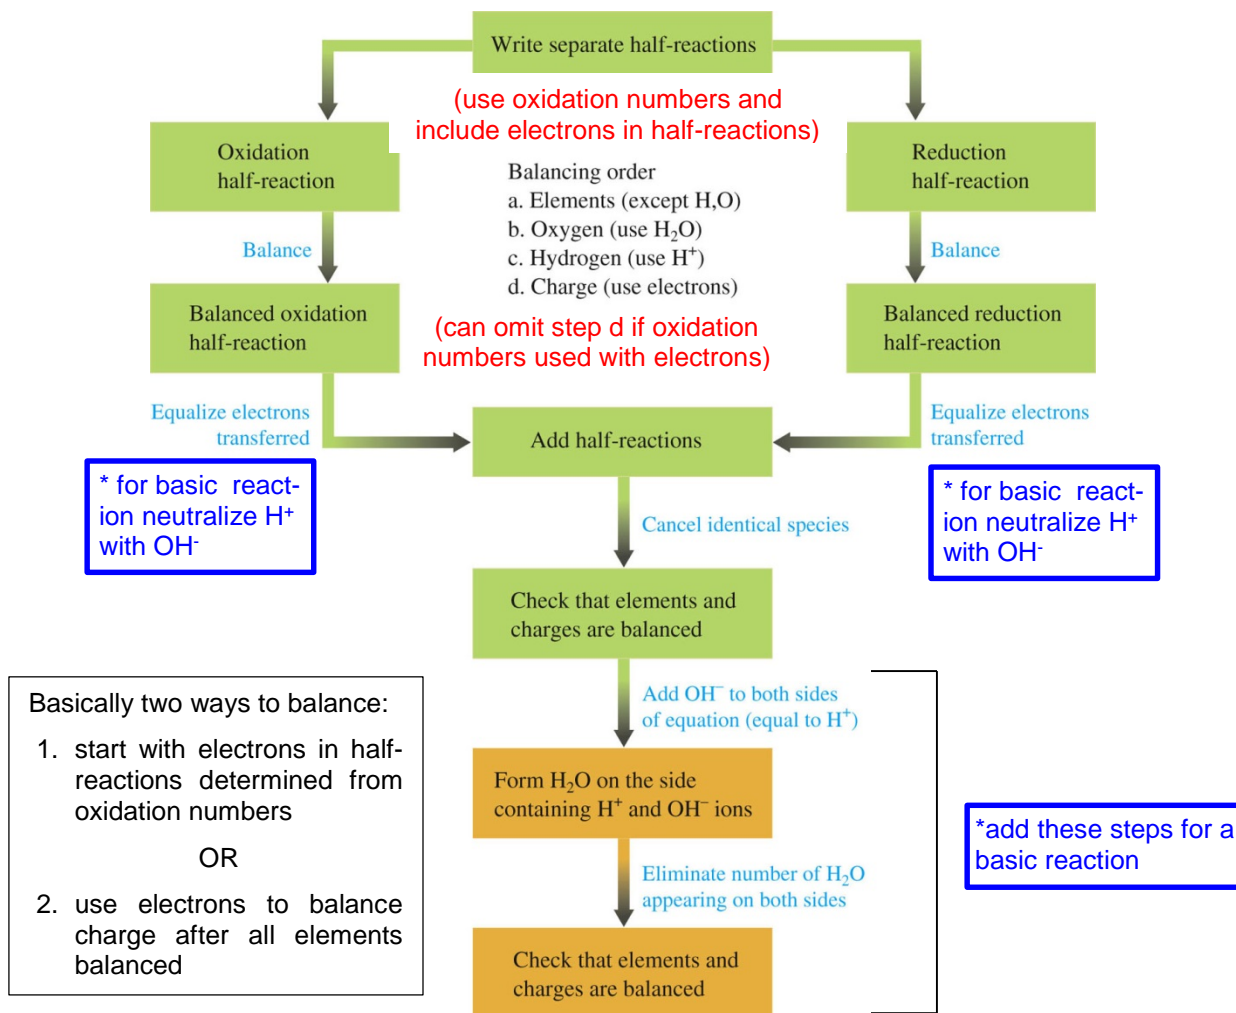 Write separate half-reactions
(use oxidation numbers and
include electrons in half-reactions)
Oxidation
half-reaction
Reduction
half-reaction
Balancing order
a. Elements (except H,O)
b. Oxygen (use H₂O)
c. Hydrogen (use H⁺)
d. Charge (use electrons)
Balance
Balance
Balanced oxidation
half-reaction
(can omit step d if oxidation
numbers used with electrons)
Balanced reduction
half-reaction
Equalize electrons
transferred
Add half-reactions
Equalize electrons
transferred
* for basic react-
ion neutralize H⁺
with OH⁻
* for basic react-
ion neutralize H⁺
with OH⁻
Cancel identical species
Check that elements and
charges are balanced
Add OH⁻ to both sides
of equation (equal to H⁺)
Basically two ways to balance:
1. start with electrons in half-
reactions determined from
oxidation numbers
OR
2. use electrons to balance
charge after all elements
balanced
Form H₂O on the side
containing H⁺ and OH⁻ ions
*add these steps for a
basic reaction
Eliminate number of H₂O
appearing on both sides
Check that elements and
charges are balanced